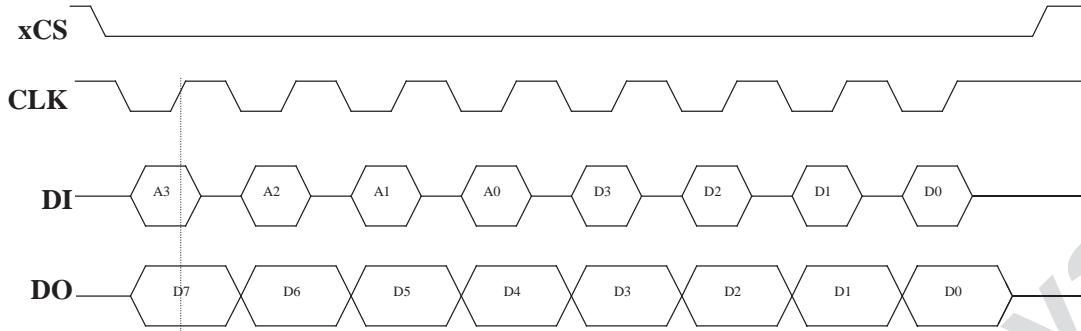 xCS
CLK
DI A3 A2 A1 A0 D3 D2 D1 D0
DO D7 D6 D5 D4 D3 D2 D1 D0